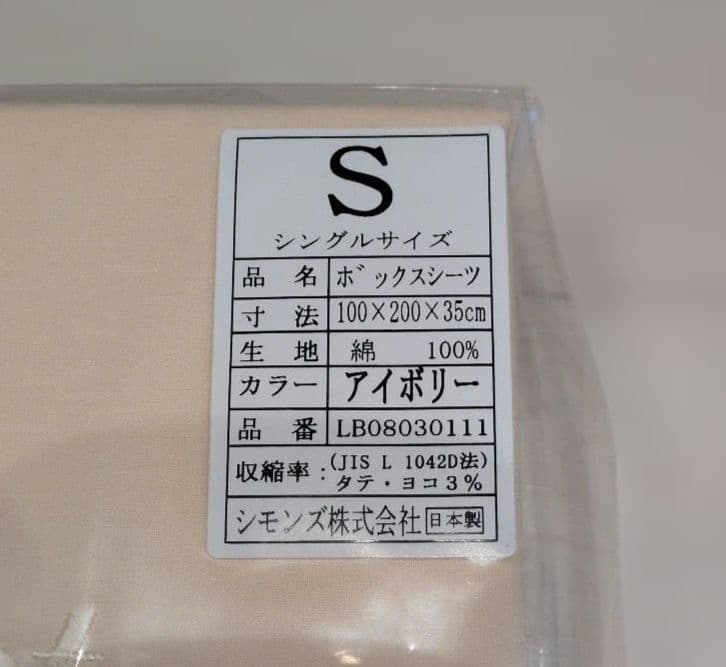 S
シングルサイズ
品名 ボックスシーツ
寸法 100×200×35cm
生地 綿 100%
カラー アイボリー
品番 LB08030111
収縮率：(JIS L 1042D法)
タテ・ヨコ3%
シモンズ株式会社 日本製